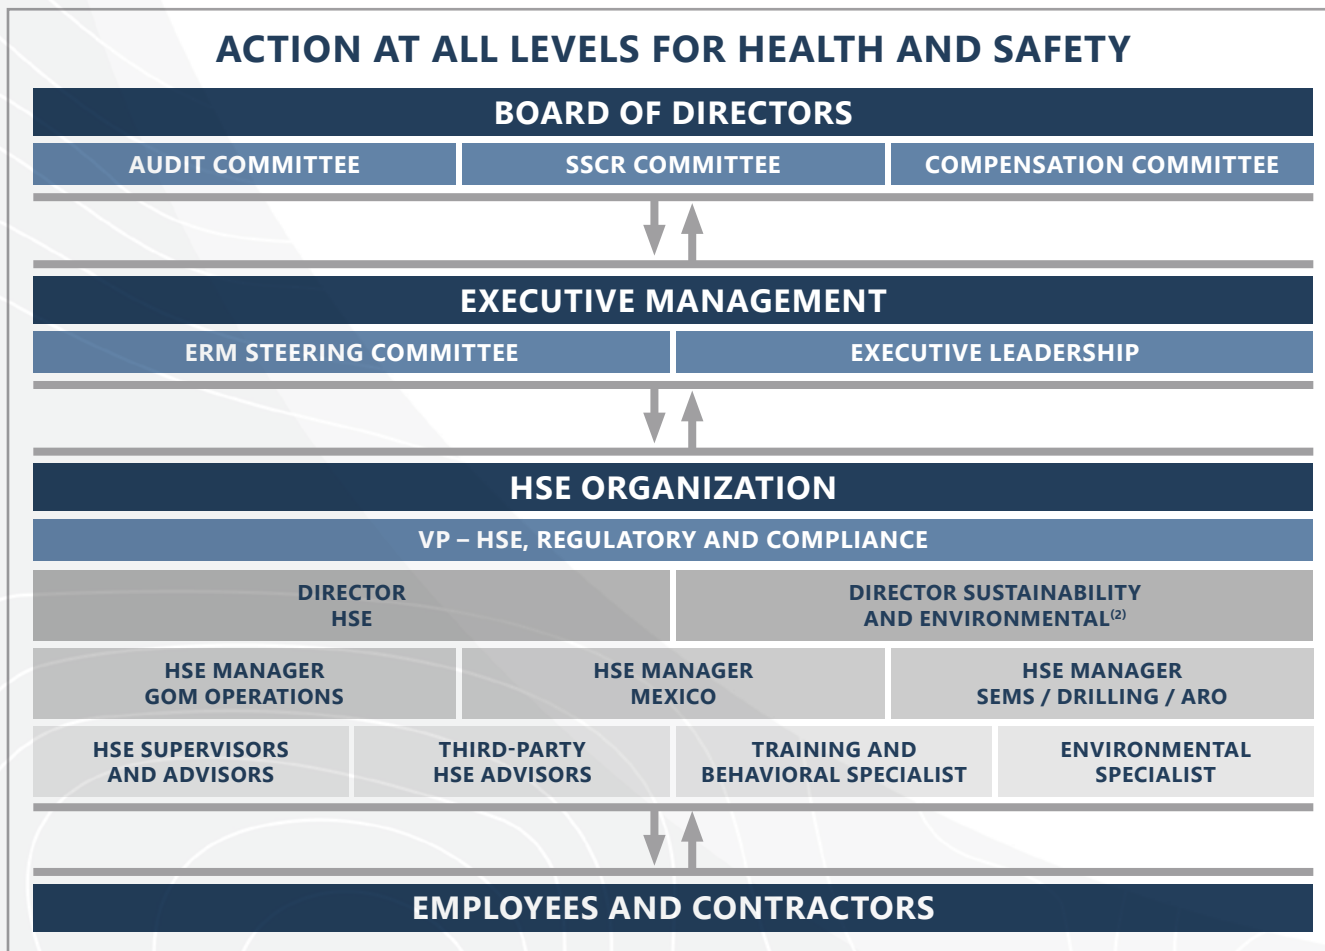 ACTION AT ALL LEVELS FOR HEALTH AND SAFETY
BOARD OF DIRECTORS
AUDIT COMMITTEE
SSCR COMMITTEE
COMPENSATION COMMITTEE
EXECUTIVE MANAGEMENT
ERM STEERING COMMITTEE
EXECUTIVE LEADERSHIP
HSE ORGANIZATION
VP – HSE, REGULATORY AND COMPLIANCE
DIRECTOR
HSE
DIRECTOR SUSTAINABILITY
AND ENVIRONMENTAL(2)
HSE MANAGER
GOM OPERATIONS
HSE MANAGER
MEXICO
HSE MANAGER
SEMS / DRILLING / ARO
HSE SUPERVISORS
AND ADVISORS
THIRD-PARTY
HSE ADVISORS
TRAINING AND
BEHAVIORAL SPECIALIST
ENVIRONMENTAL
SPECIALIST
EMPLOYEES AND CONTRACTORS